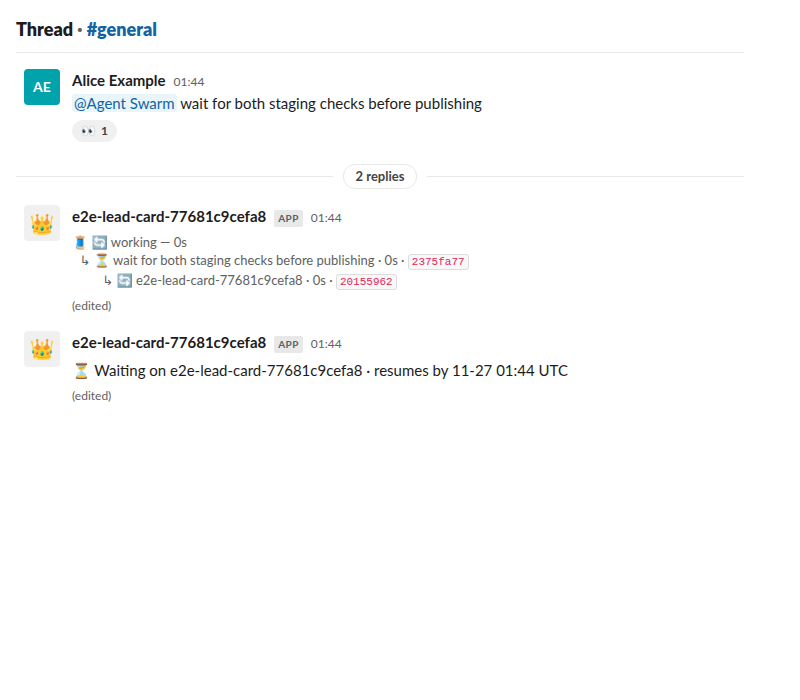 Thread • #general
AE
Alice Example 01:44
@Agent Swarm wait for both staging checks before publishing
👀 1
2 replies
e2e-lead-card-77681c9cefa8 APP 01:44
🧵 🔄 working — 0s
↳ ⏳ wait for both staging checks before publishing · 0s · 2375fa77
↳ 🔄 e2e-lead-card-77681c9cefa8 · 0s · 20155962
(edited)
e2e-lead-card-77681c9cefa8 APP 01:44
⏳ Waiting on e2e-lead-card-77681c9cefa8 · resumes by 11-27 01:44 UTC
(edited)